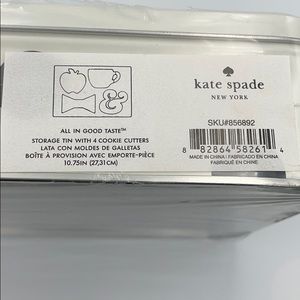 kate spade
NEW YORK
ALL IN GOOD TASTE™
STORAGE TIN WITH 4 COOKIE CUTTERS
LATA CON MOLDES DE GALLETAS
BOÎTE À PROVISION AVEC EMPORTE-PIÈCE
10.75IN (27,31CM)
SKU#856892
8 82864 58261 4
MADE IN CHINA / FABRICADO EN CHINA
FABRIQUÉ EN CHINE